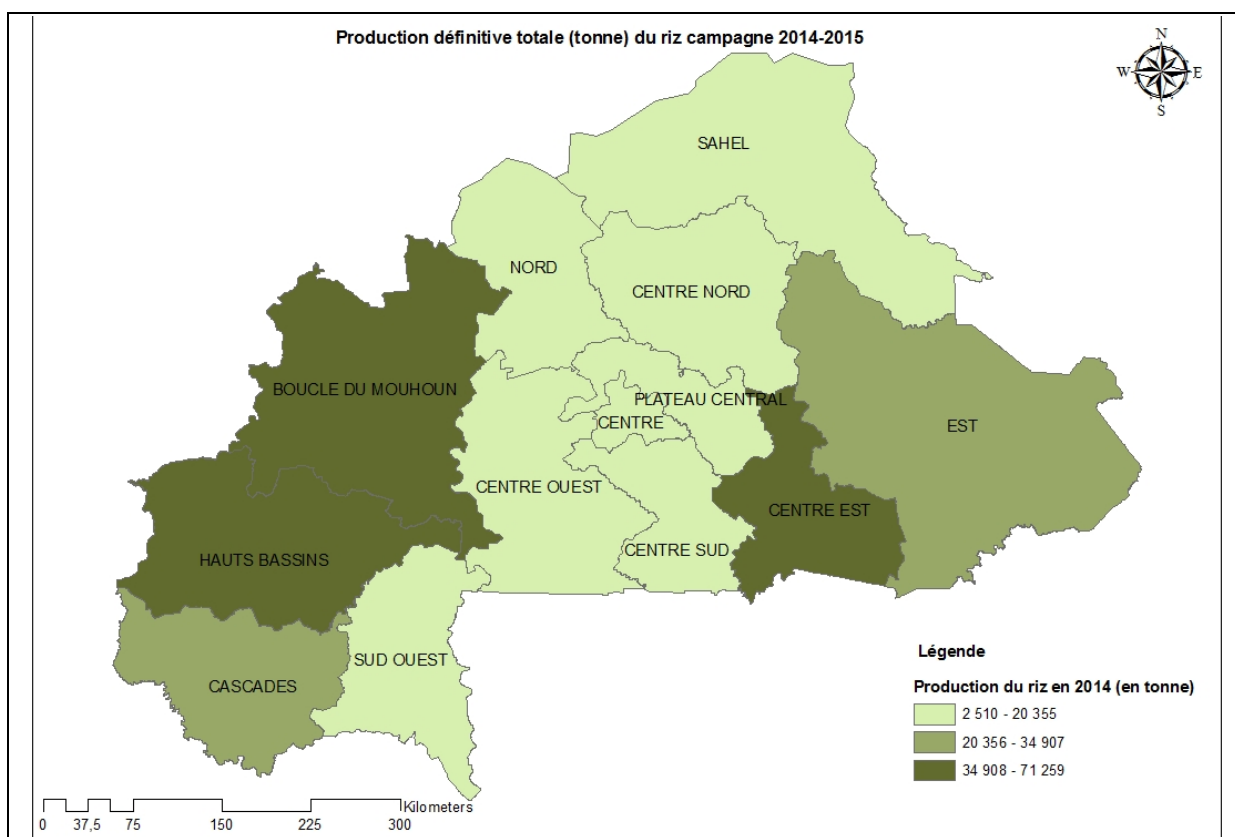 Production définitive totale (tonne) du riz campagne 2014-2015
N
W E
S
SAHEL
NORD
CENTRE NORD
BOUCLE DU MOUHOUN
PLATEAU CENTRAL
CENTRE
EST
CENTRE OUEST
CENTRE EST
CENTRE SUD
HAUTS BASSINS
SUD OUEST
CASCADES
Légende
Production du riz en 2014 (en tonne)
2 510 - 20 355
20 356 - 34 907
34 908 - 71 259
Kilometers
0 37,5 75 150 225 300